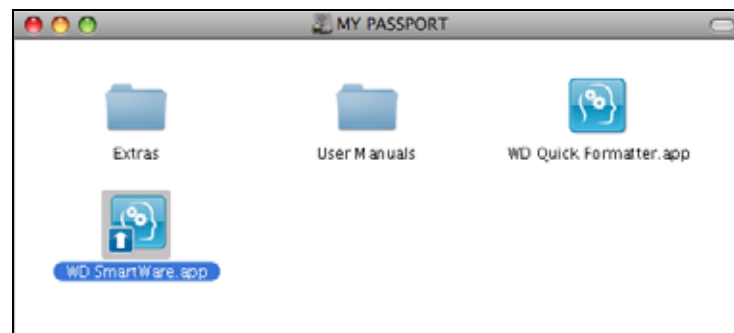 MY PASSPORT
Extras
User Manuals
WD Quick Formatter.app
WD SmartWare.app